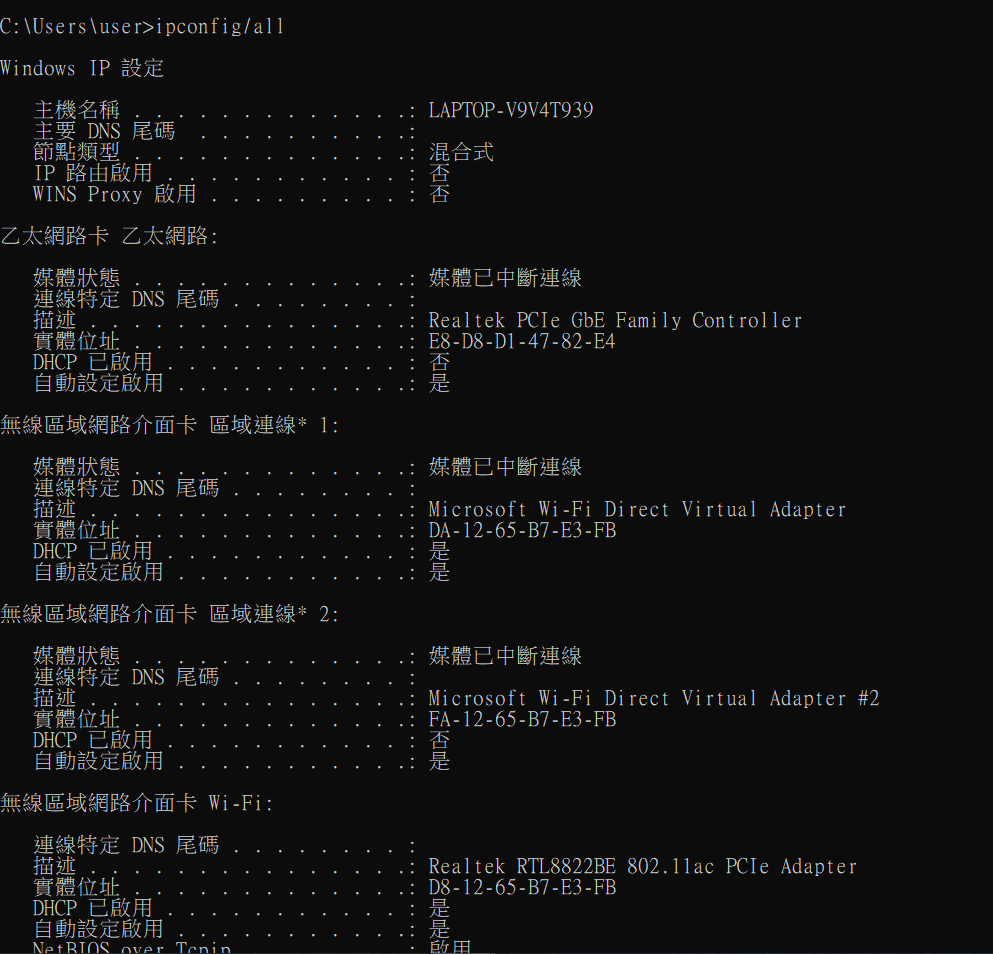 C:\Users\user>ipconfig/all
Windows IP 設定
主機名稱 . . . . . . . . . . . . .: LAPTOP-V9V4T939
主要 DNS 尾碼  . . . . . . . . . .:
節點類型 . . . . . . . . . . . . .: 混合式
IP 路由啟用 . . . . . . . . . . . : 否
WINS Proxy 啟用 . . . . . . . . . : 否
乙太網路卡 乙太網路:
媒體狀態 . . . . . . . . . . . . .: 媒體已中斷連線
連線特定 DNS 尾碼 . . . . . . . . :
描述 . . . . . . . . . . . . . . .: Realtek PCIe GbE Family Controller
實體位址 . . . . . . . . . . . . .: E8-D8-D1-47-82-E4
DHCP 已啟用 . . . . . . . . . . . : 否
自動設定啟用 . . . . . . . . . . .: 是
無線區域網路介面卡 區域連線* 1:
媒體狀態 . . . . . . . . . . . . .: 媒體已中斷連線
連線特定 DNS 尾碼 . . . . . . . . :
描述 . . . . . . . . . . . . . . .: Microsoft Wi-Fi Direct Virtual Adapter
實體位址 . . . . . . . . . . . . .: DA-12-65-B7-E3-FB
DHCP 已啟用 . . . . . . . . . . . : 是
自動設定啟用 . . . . . . . . . . .: 是
無線區域網路介面卡 區域連線* 2:
媒體狀態 . . . . . . . . . . . . .: 媒體已中斷連線
連線特定 DNS 尾碼 . . . . . . . . :
描述 . . . . . . . . . . . . . . .: Microsoft Wi-Fi Direct Virtual Adapter #2
實體位址 . . . . . . . . . . . . .: FA-12-65-B7-E3-FB
DHCP 已啟用 . . . . . . . . . . . : 否
自動設定啟用 . . . . . . . . . . .: 是
無線區域網路介面卡 Wi-Fi:
連線特定 DNS 尾碼 . . . . . . . . :
描述 . . . . . . . . . . . . . . .: Realtek RTL8822BE 802.11ac PCIe Adapter
實體位址 . . . . . . . . . . . . .: D8-12-65-B7-E3-FB
DHCP 已啟用 . . . . . . . . . . . : 是
自動設定啟用 . . . . . . . . . . .: 是
NetBIOS over Tcpip . . . . . . . .: 啟用